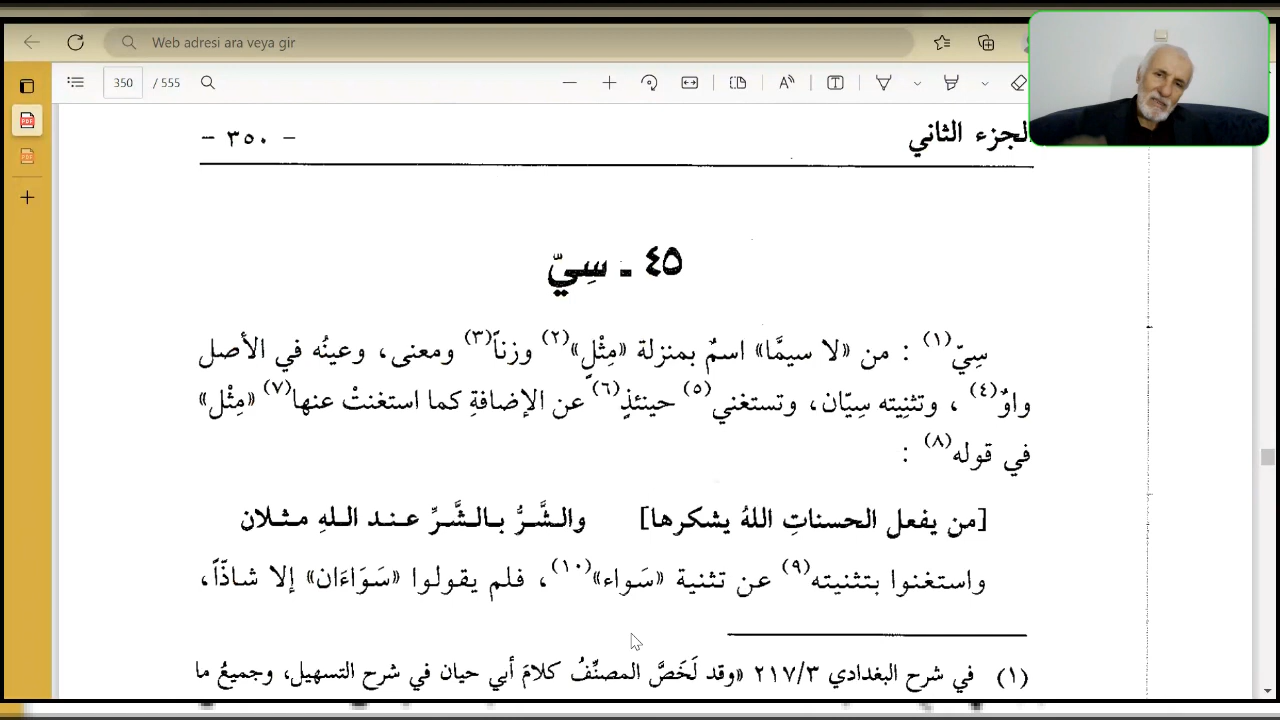 Web adresi ara veya gir
350 / 555
الجزء الثاني
- ٣٥٠ -
٤٥ - سِيّ
سِيّ(١) : من «لا سيمَّا» اسمٌ بمنزلة «مِثْلٍ»(٢) وزناً(٣) ومعنى، وعينُه في الأصل
واوٌ(٤) ، وتثنِيته سِيّان، وتستغني(٥) حينئذٍ(٦) عن الإضافةِ كما استغنتْ عنها(٧) «مِثْل»
في قوله(٨) :
[من يفعل الحسناتِ اللهُ يشكرها] والشَّرُّ بالشَّرِّ عند اللهِ مثلان
واستغنوا بتثنيته(٩) عن تثنية «سَواء»(١٠)، فلم يقولوا «سَوَاءَان» إلا شاذّاً،
(١) في شرح البغدادي ٢١٧/٣ «وقد لَخَصَّ المصنِّفُ كلامَ أبي حيان في شرح التسهيل، وجميعُ ما